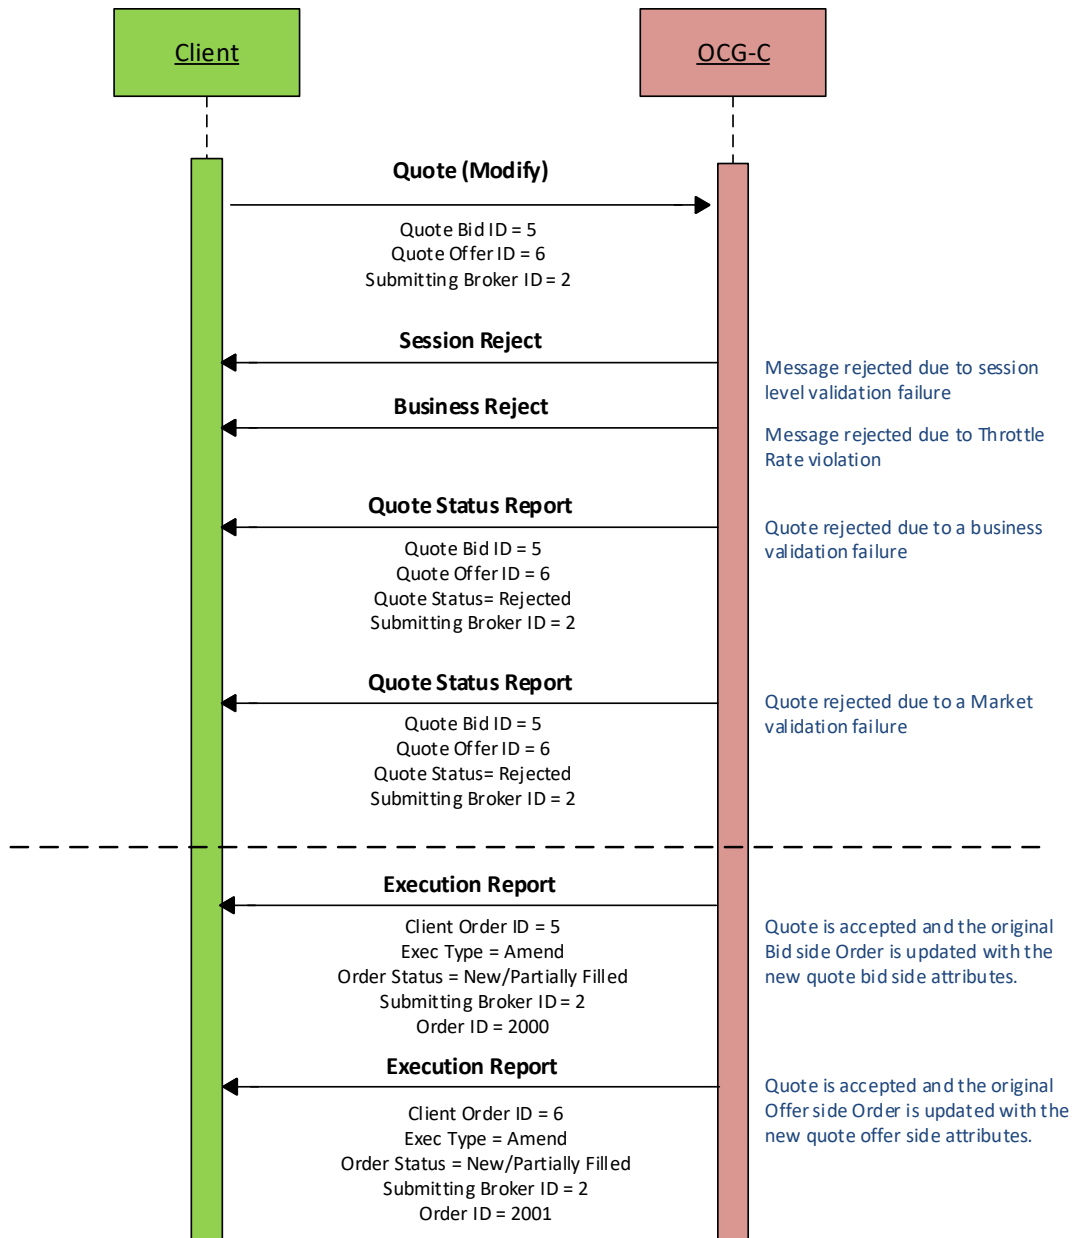 Client
OCG-C
Quote (Modify)
Quote Bid ID = 5
Quote Offer ID = 6
Submitting Broker ID = 2
Session Reject
Message rejected due to session
level validation failure
Business Reject
Message rejected due to Throttle
Rate violation
Quote Status Report
Quote Bid ID = 5
Quote Offer ID = 6
Quote Status= Rejected
Submitting Broker ID = 2
Quote rejected due to a business
validation failure
Quote Status Report
Quote Bid ID = 5
Quote Offer ID = 6
Quote Status= Rejected
Submitting Broker ID = 2
Quote rejected due to a Market
validation failure
Execution Report
Client Order ID = 5
Exec Type = Amend
Order Status = New/Partially Filled
Submitting Broker ID = 2
Order ID = 2000
Quote is accepted and the original
Bid side Order is updated with the
new quote bid side attributes.
Execution Report
Client Order ID = 6
Exec Type = Amend
Order Status = New/Partially Filled
Submitting Broker ID = 2
Order ID = 2001
Quote is accepted and the original
Offer side Order is updated with the
new quote offer side attributes.